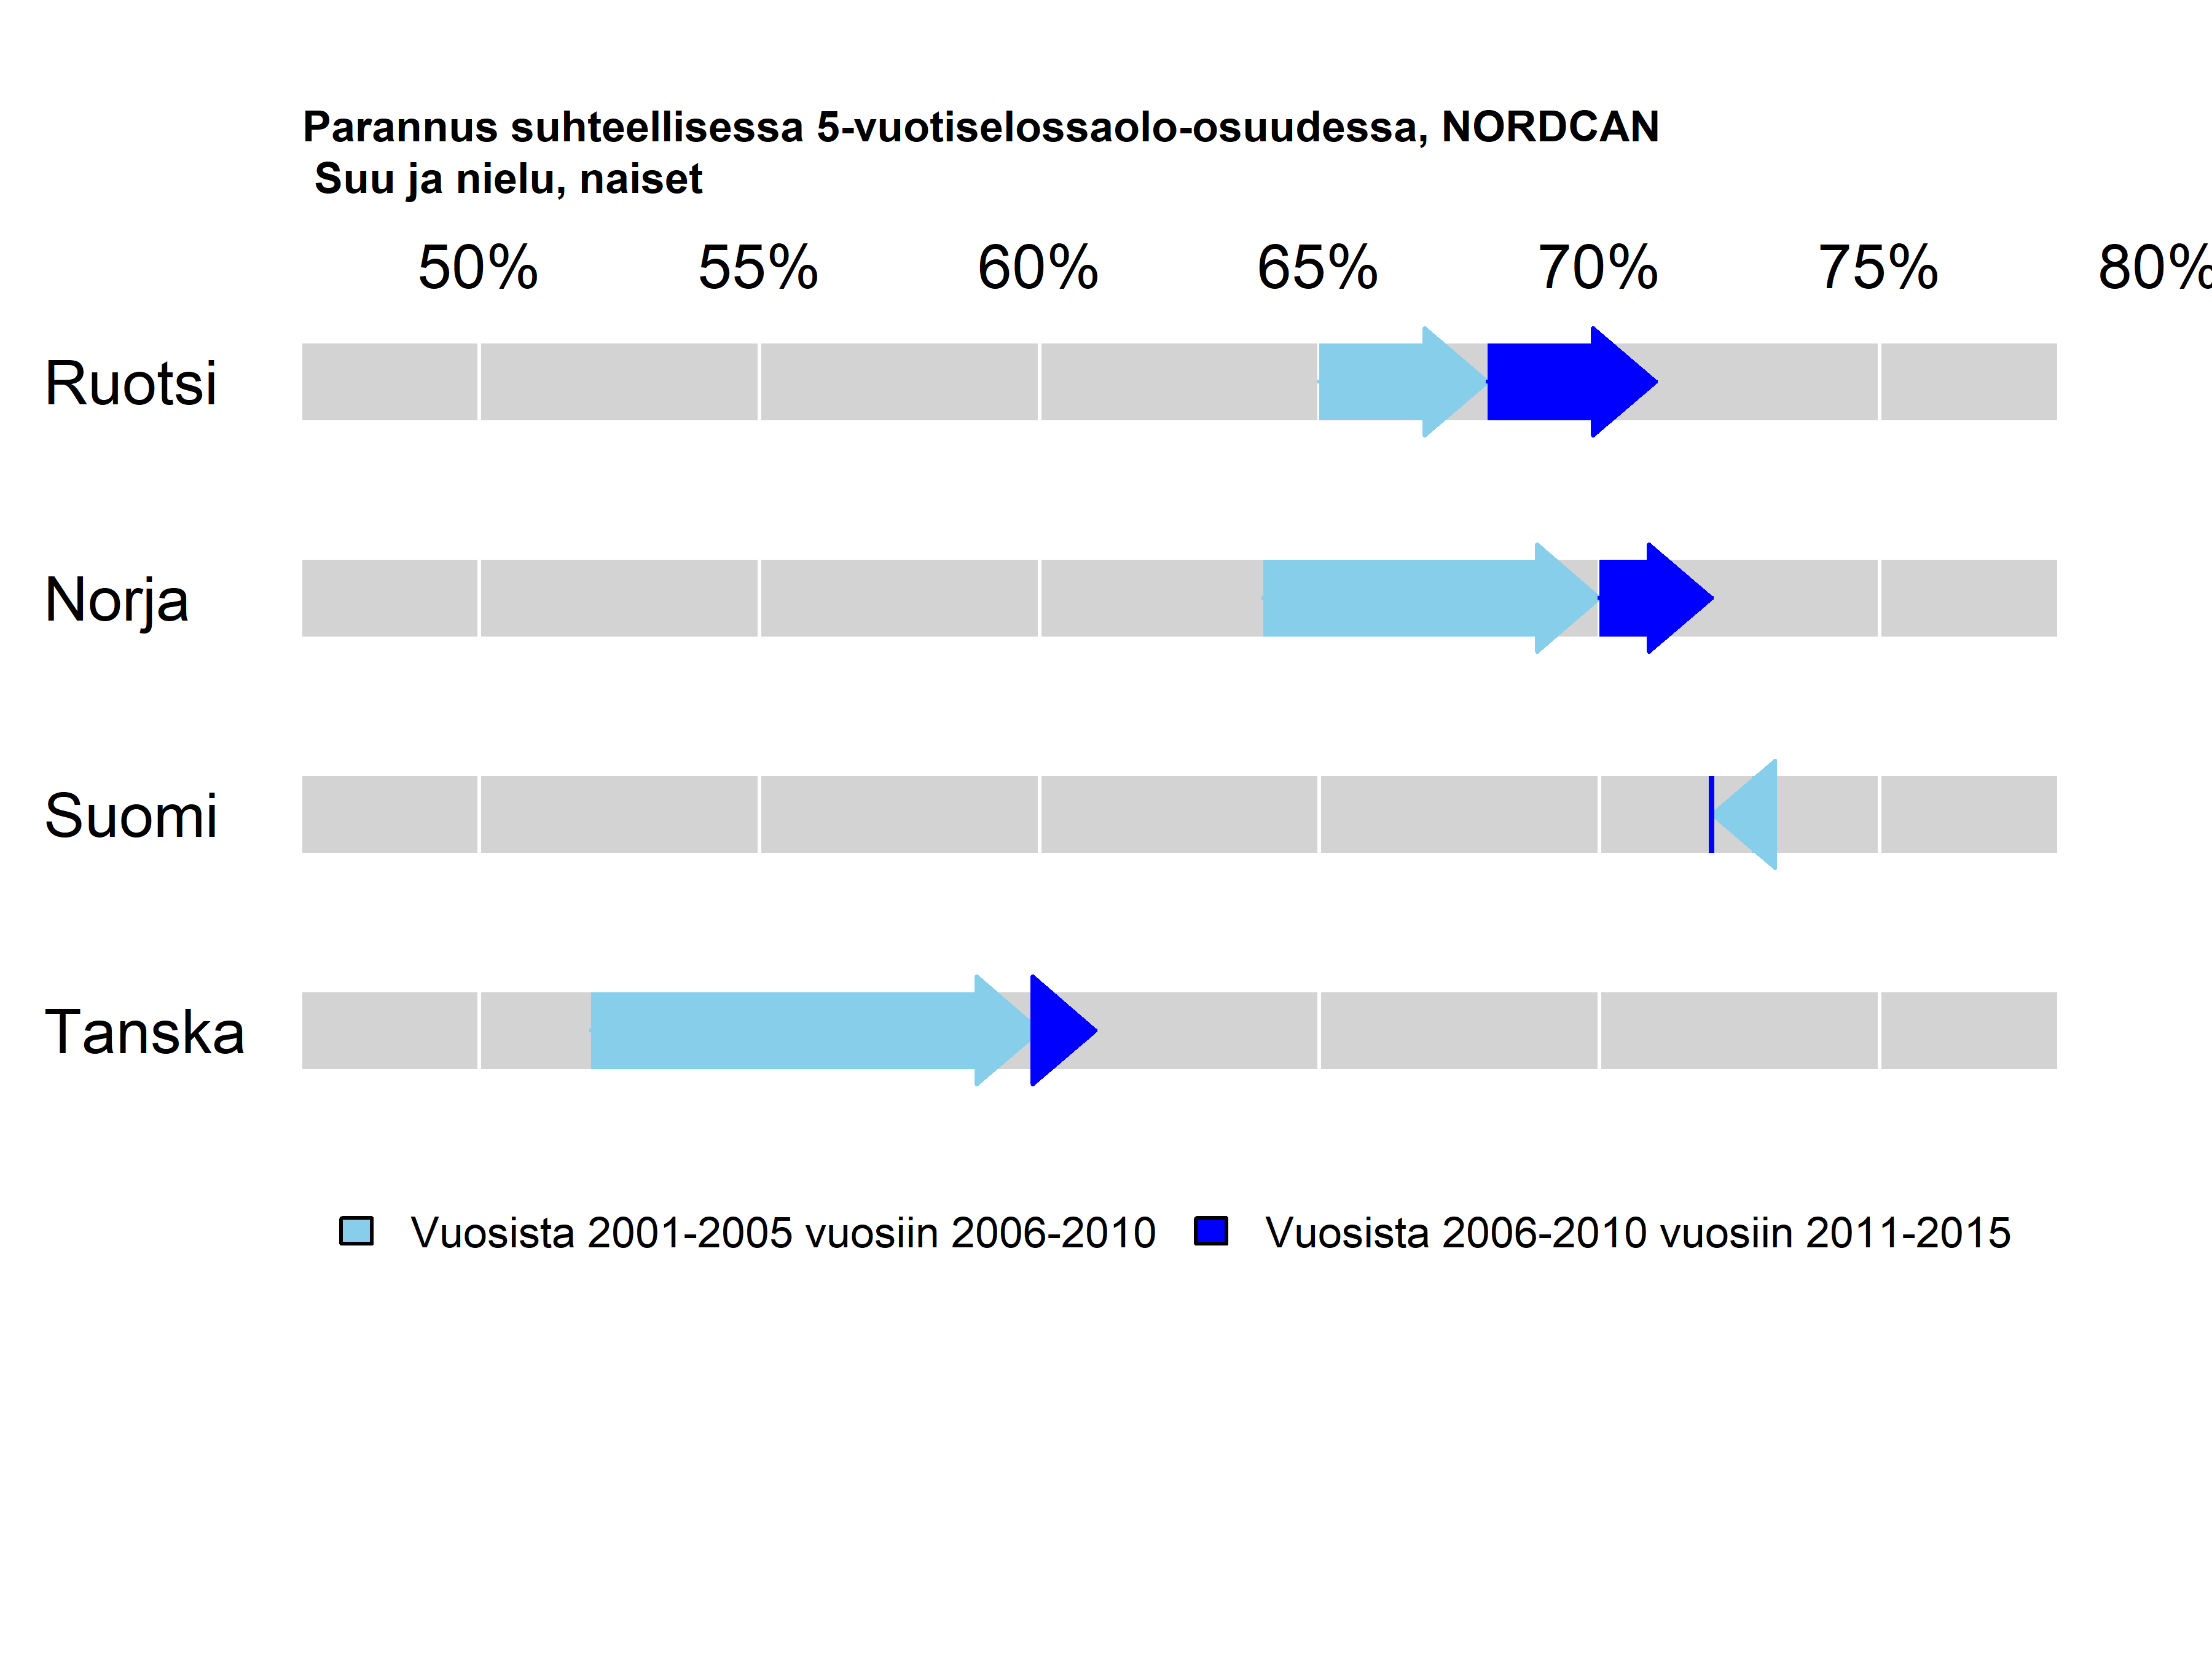 Parannus suhteellisessa 5-vuotiselossaolo-osuudessa, NORDCAN
Suu ja nielu, naiset
50% 55% 60% 65% 70% 75% 80%
Ruotsi
Norja
Suomi
Tanska
Vuosista 2001-2005 vuosiin 2006-2010 Vuosista 2006-2010 vuosiin 2011-2015